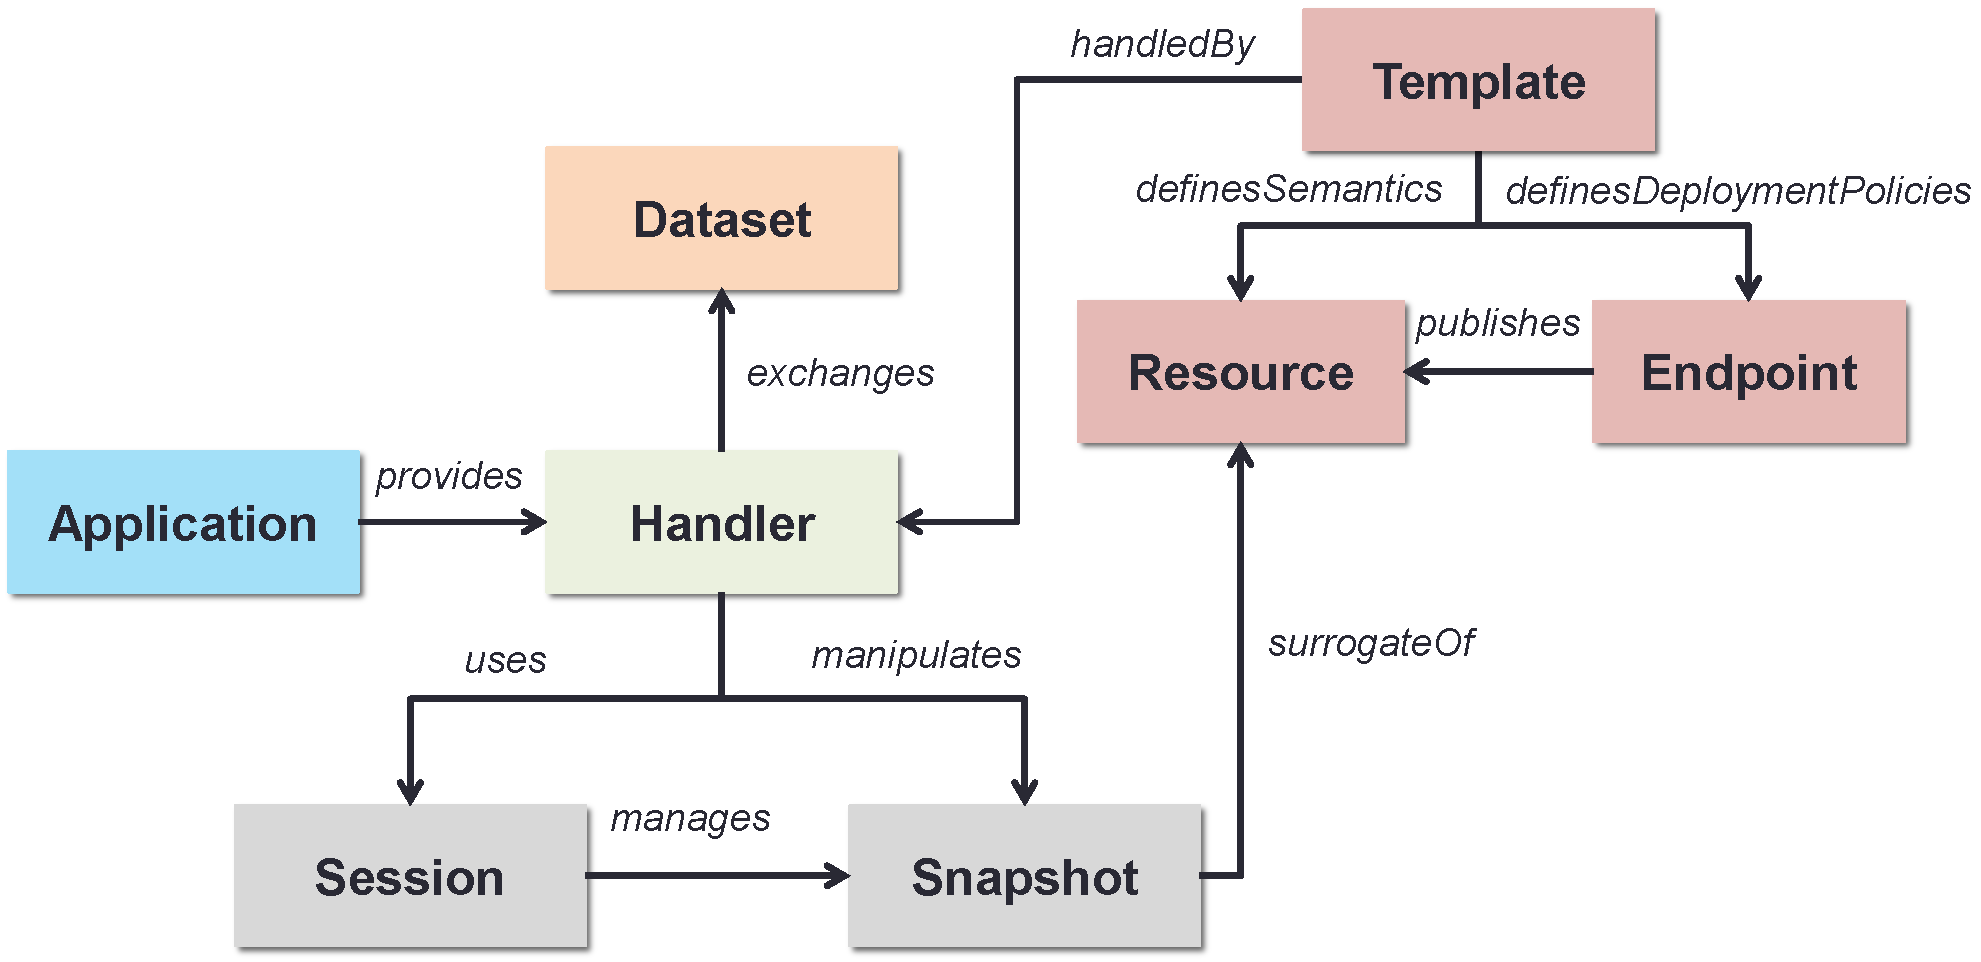 handledBy
Template
Dataset
definesSemantics
definesDeploymentPolicies
exchanges
publishes
Resource
Endpoint
Application
provides
Handler
uses
manipulates
surrogateOf
Session
manages
Snapshot